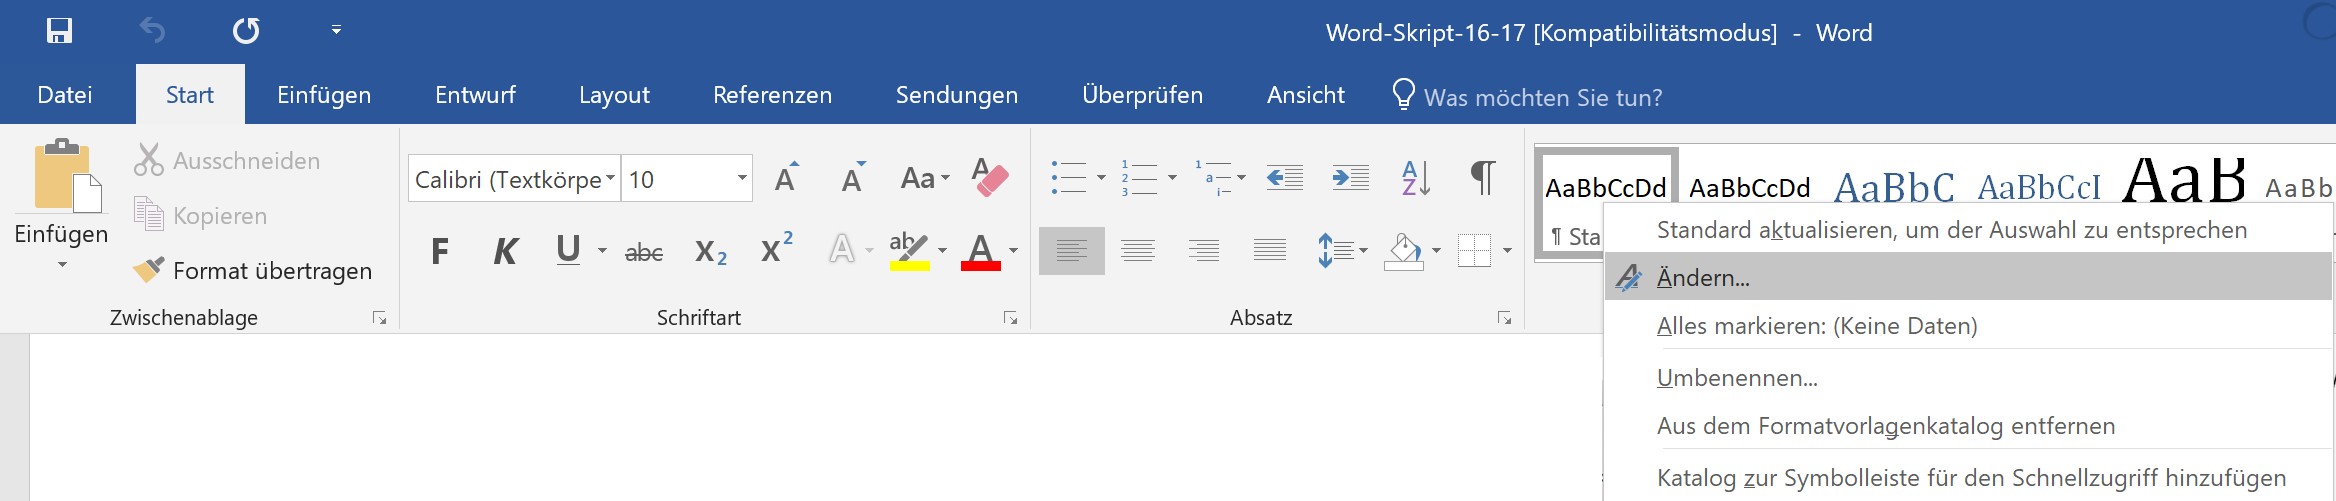 Word-Skript-16-17 [Kompatibilitätsmodus] - Word
Datei Start Einfügen Entwurf Layout Referenzen Sendungen Überprüfen Ansicht Was möchten Sie tun?
Einfügen
Ausschneiden
Kopieren
Format übertragen
Zwischenablage
Calibri (Textkörpe 10
F K U abc X₂ X² A ab A
Schriftart
Absatz
AaBbCcDd AaBbCcDd AaBbC AaBbCcI AaB AaBb
¶ Sta
Standard aktualisieren, um der Auswahl zu entsprechen
Ändern...
Alles markieren: (Keine Daten)
Umbenennen...
Aus dem Formatvorlagenkatalog entfernen
Katalog zur Symbolleiste für den Schnellzugriff hinzufügen